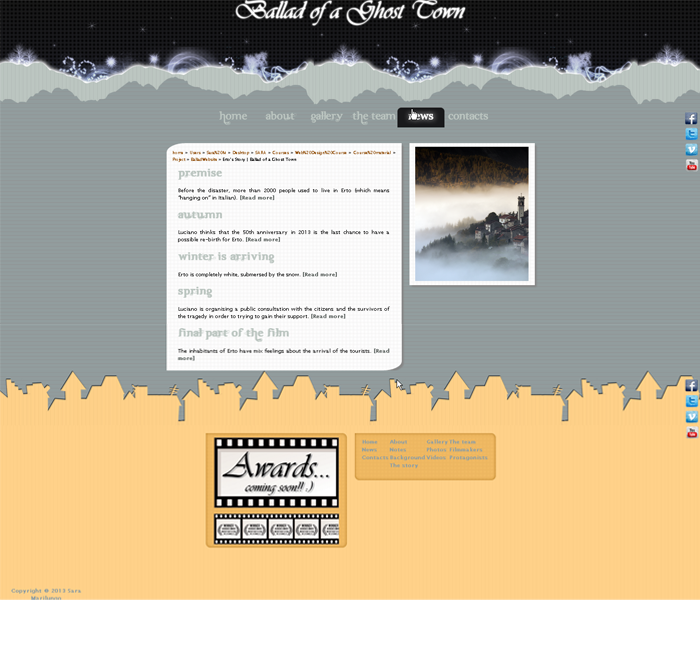 Ballad of a Ghost Town
home about gallery the team news contacts
home » Users » Sara%20Ma » Desktop » SARA » Courses » Web%20Design%20Course » Course%20material »
Project » BalladWebsite » Erto's Story | Ballad of a Ghost Town
premise
Before the disaster, more than 2000 people used to live in Erto (which means
"hanging on" in Italian). [Read more]
autumn
Luciano thinks that the 50th anniversary in 2013 is the last chance to have a
possible re-birth for Erto. [Read more]
winter is arriving
Erto is completely white, submersed by the snow. [Read more]
spring
Luciano is organising a public consultation with the citizens and the survivors of
the tragedy in order to trying to gain their support. [Read more]
final part of the film
The inhabitants of Erto have mix feelings about the arrival of the tourists. [Read
more]
Awards...
coming soon!! :)
Home About Gallery The team
News Notes Photos Filmmakers
Contacts Background Videos Protagonists
The story
Copyright © 2013 Sara